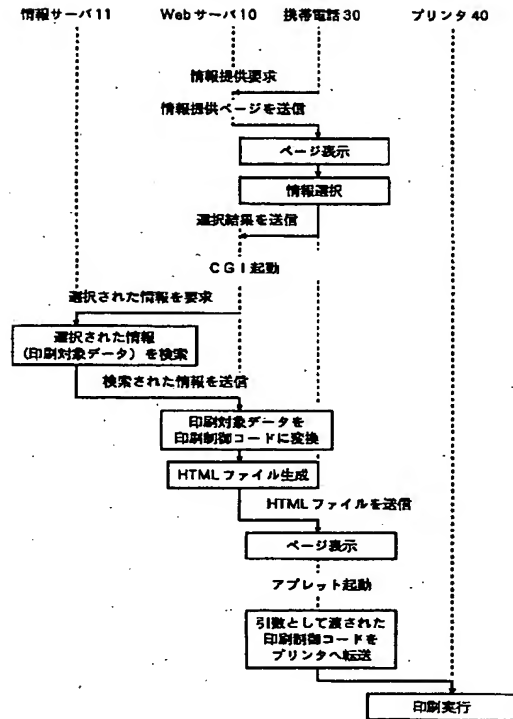 情報サーバ11 Webサーバ10 携帯電話30 プリンタ40
情報提供要求
情報提供ページを送信
ページ表示
情報選択
選択結果を送信
CGI起動
選択された情報を要求
選択された情報
(印刷対象データ)を検索
検索された情報を送信
印刷対象データを
印刷制御コードに変換
HTMLファイル生成
HTMLファイルを送信
ページ表示
アプレット起動
引数として渡された
印刷制御コードを
プリンタへ転送
印刷実行